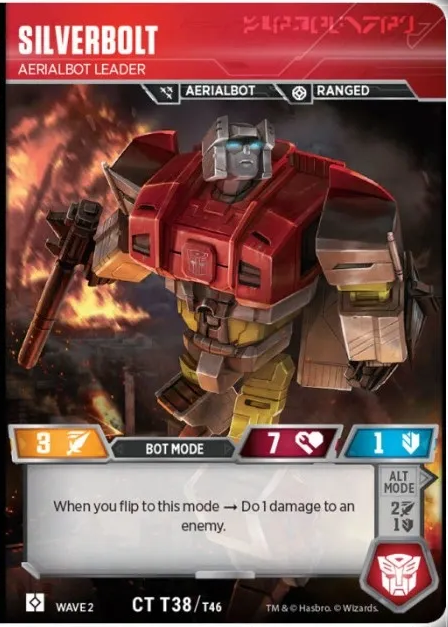 SILVERBOLT
AERIALBOT LEADER
AERIALBOT RANGED
3 BOT MODE 7 1
ALT
MODE
2
1
When you flip to this mode → Do 1 damage to an
enemy.
WAVE 2 CT T38/T46 TM & © Hasbro. © Wizards.